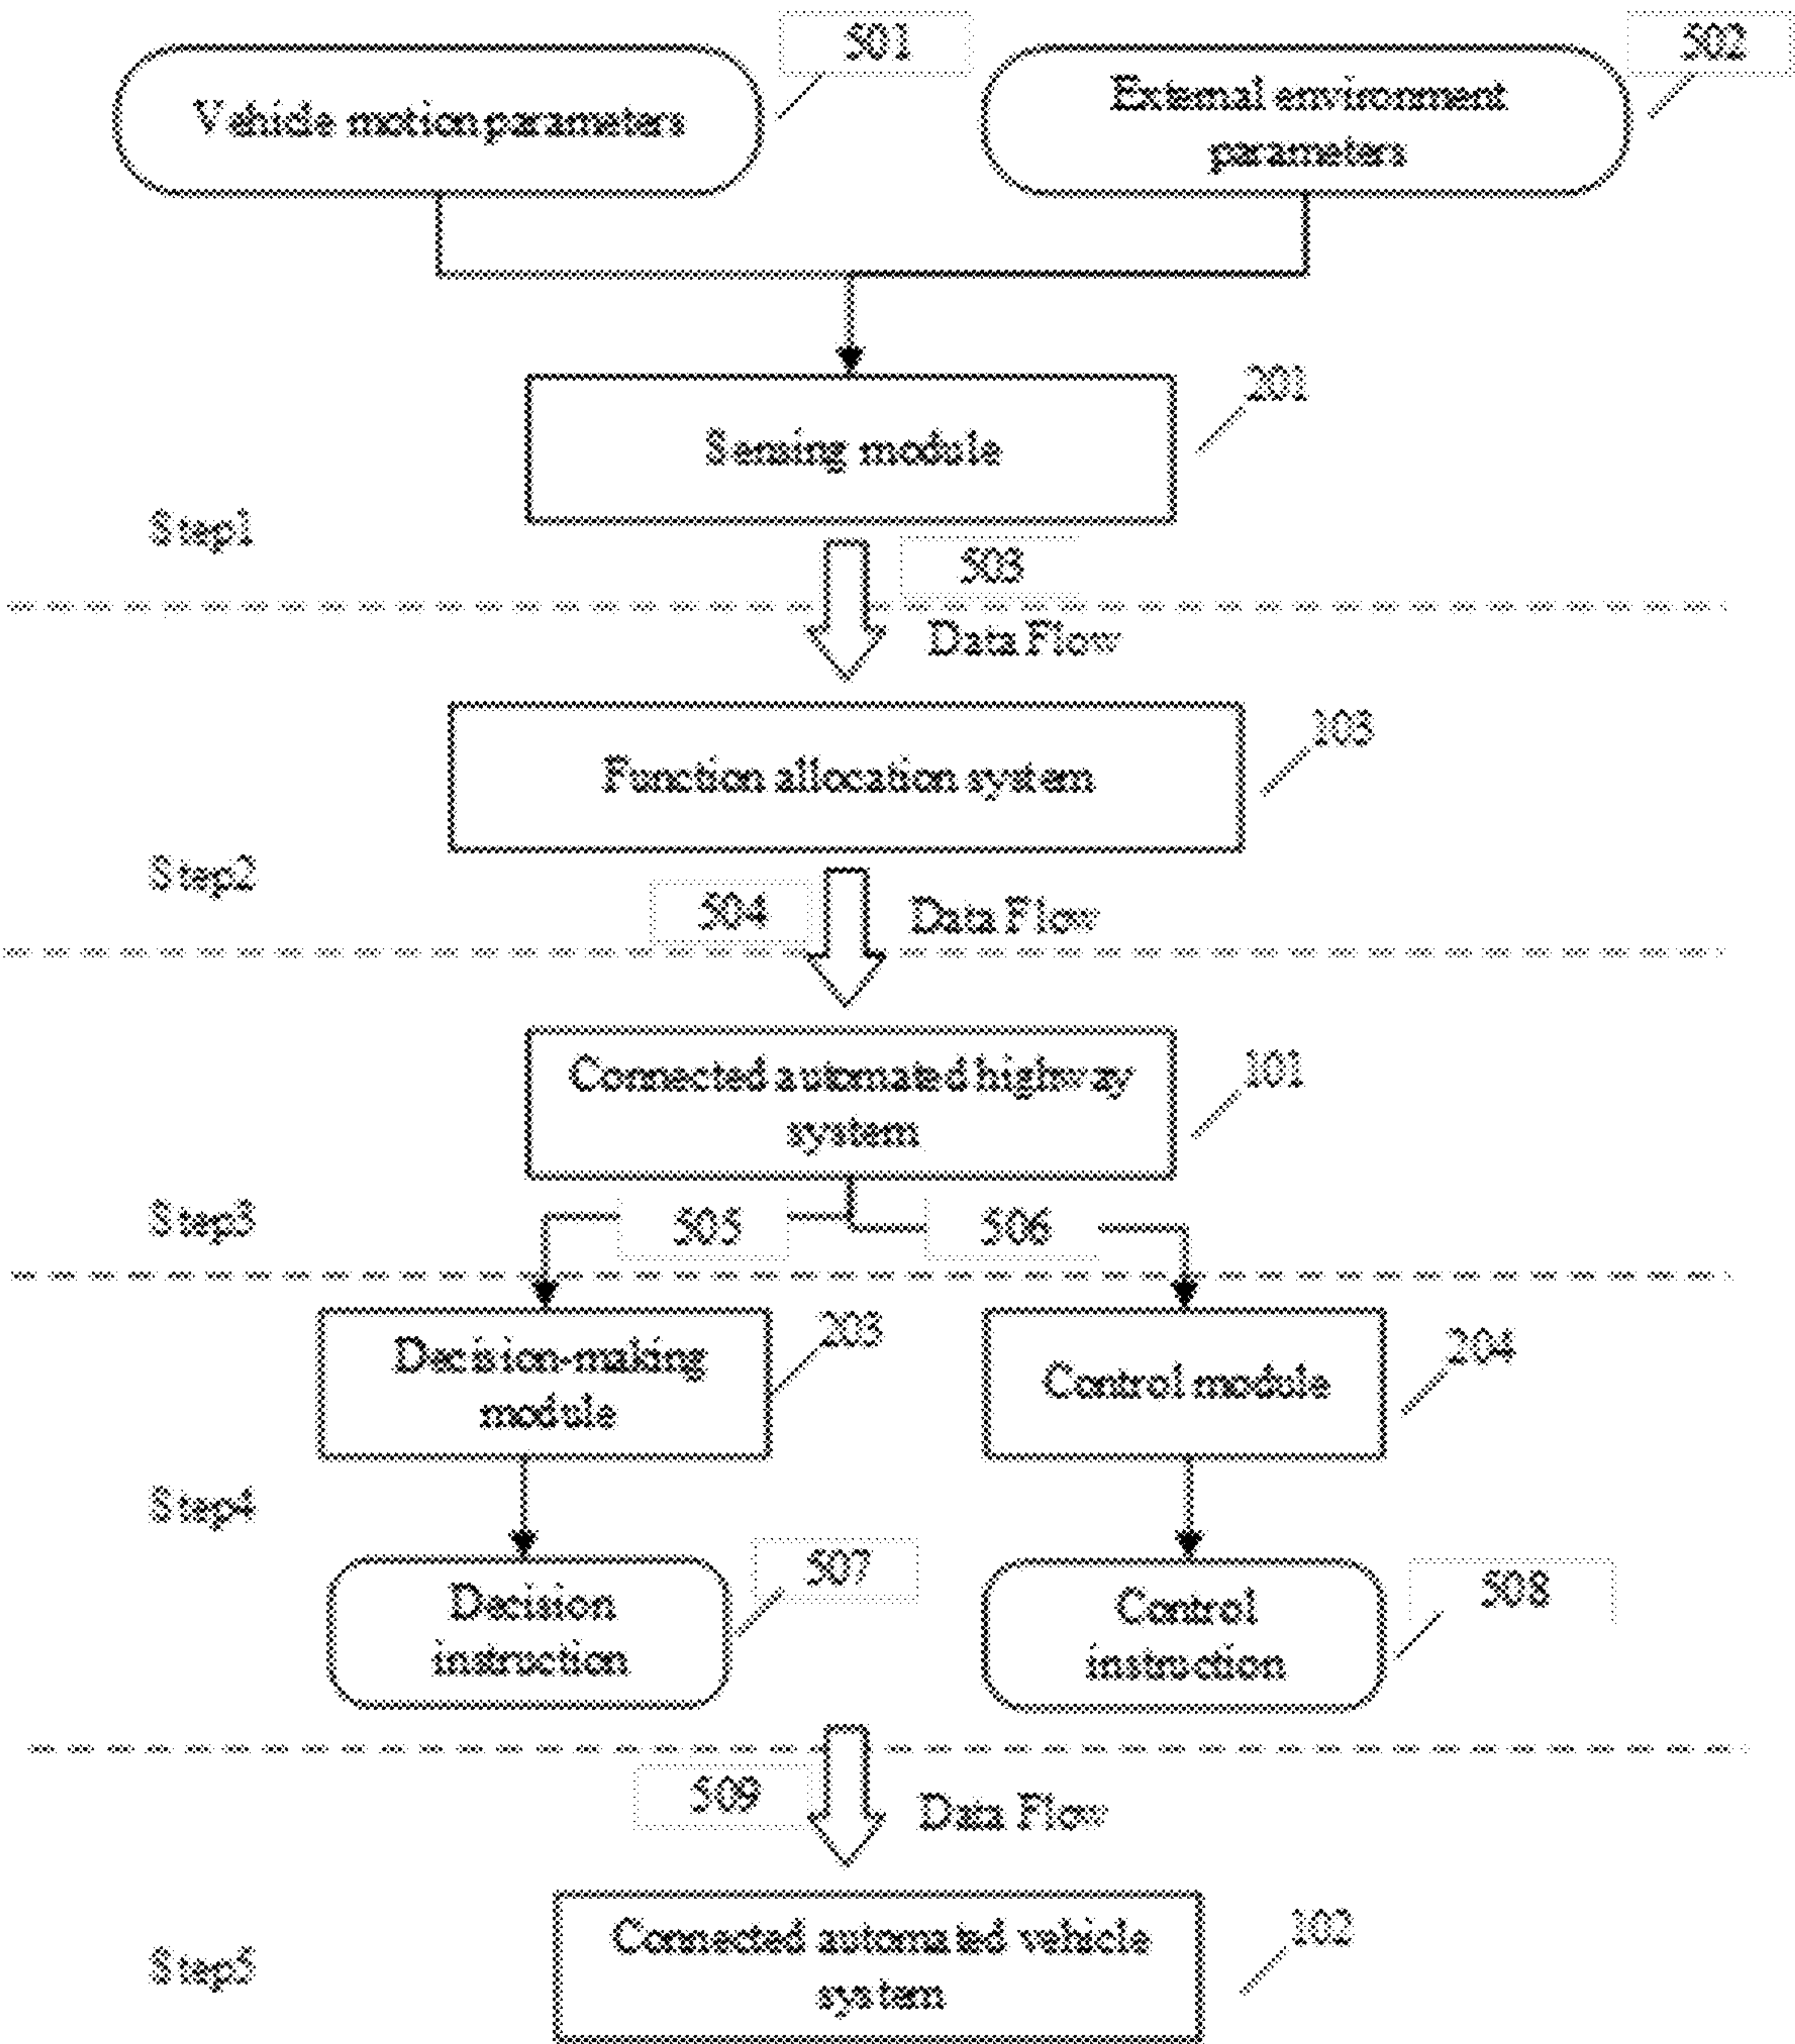 501
502
Vehicle motion parameters
External environment
parameters
201
Sensing module
Step1
503
Data Flow
103
Function allocation system
Step2
504
Data Flow
101
Connected automated highway
system
Step3
505
506
203
204
Decision-making
module
Control module
Step4
507
508
Decision
instruction
Control
instruction
509
Data Flow
102
Connected automated vehicle
system
Step5